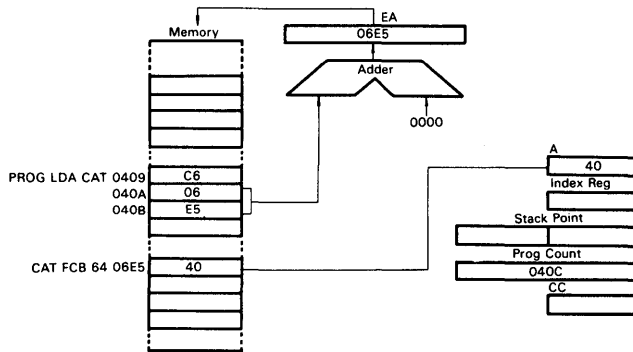 EA
Memory
06E5
Adder
0000
A
PROG LDA CAT 0409 C6
40
040A 06
Index Reg
040B E5
Stack Point
Prog Count
CAT FCB 64 06E5 40
040C
CC